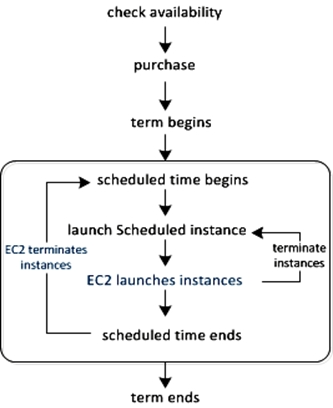 check availability
purchase
term begins
scheduled time begins
launch Scheduled instance
EC2 terminates
instances
terminate
instances
EC2 launches instances
scheduled time ends
term ends